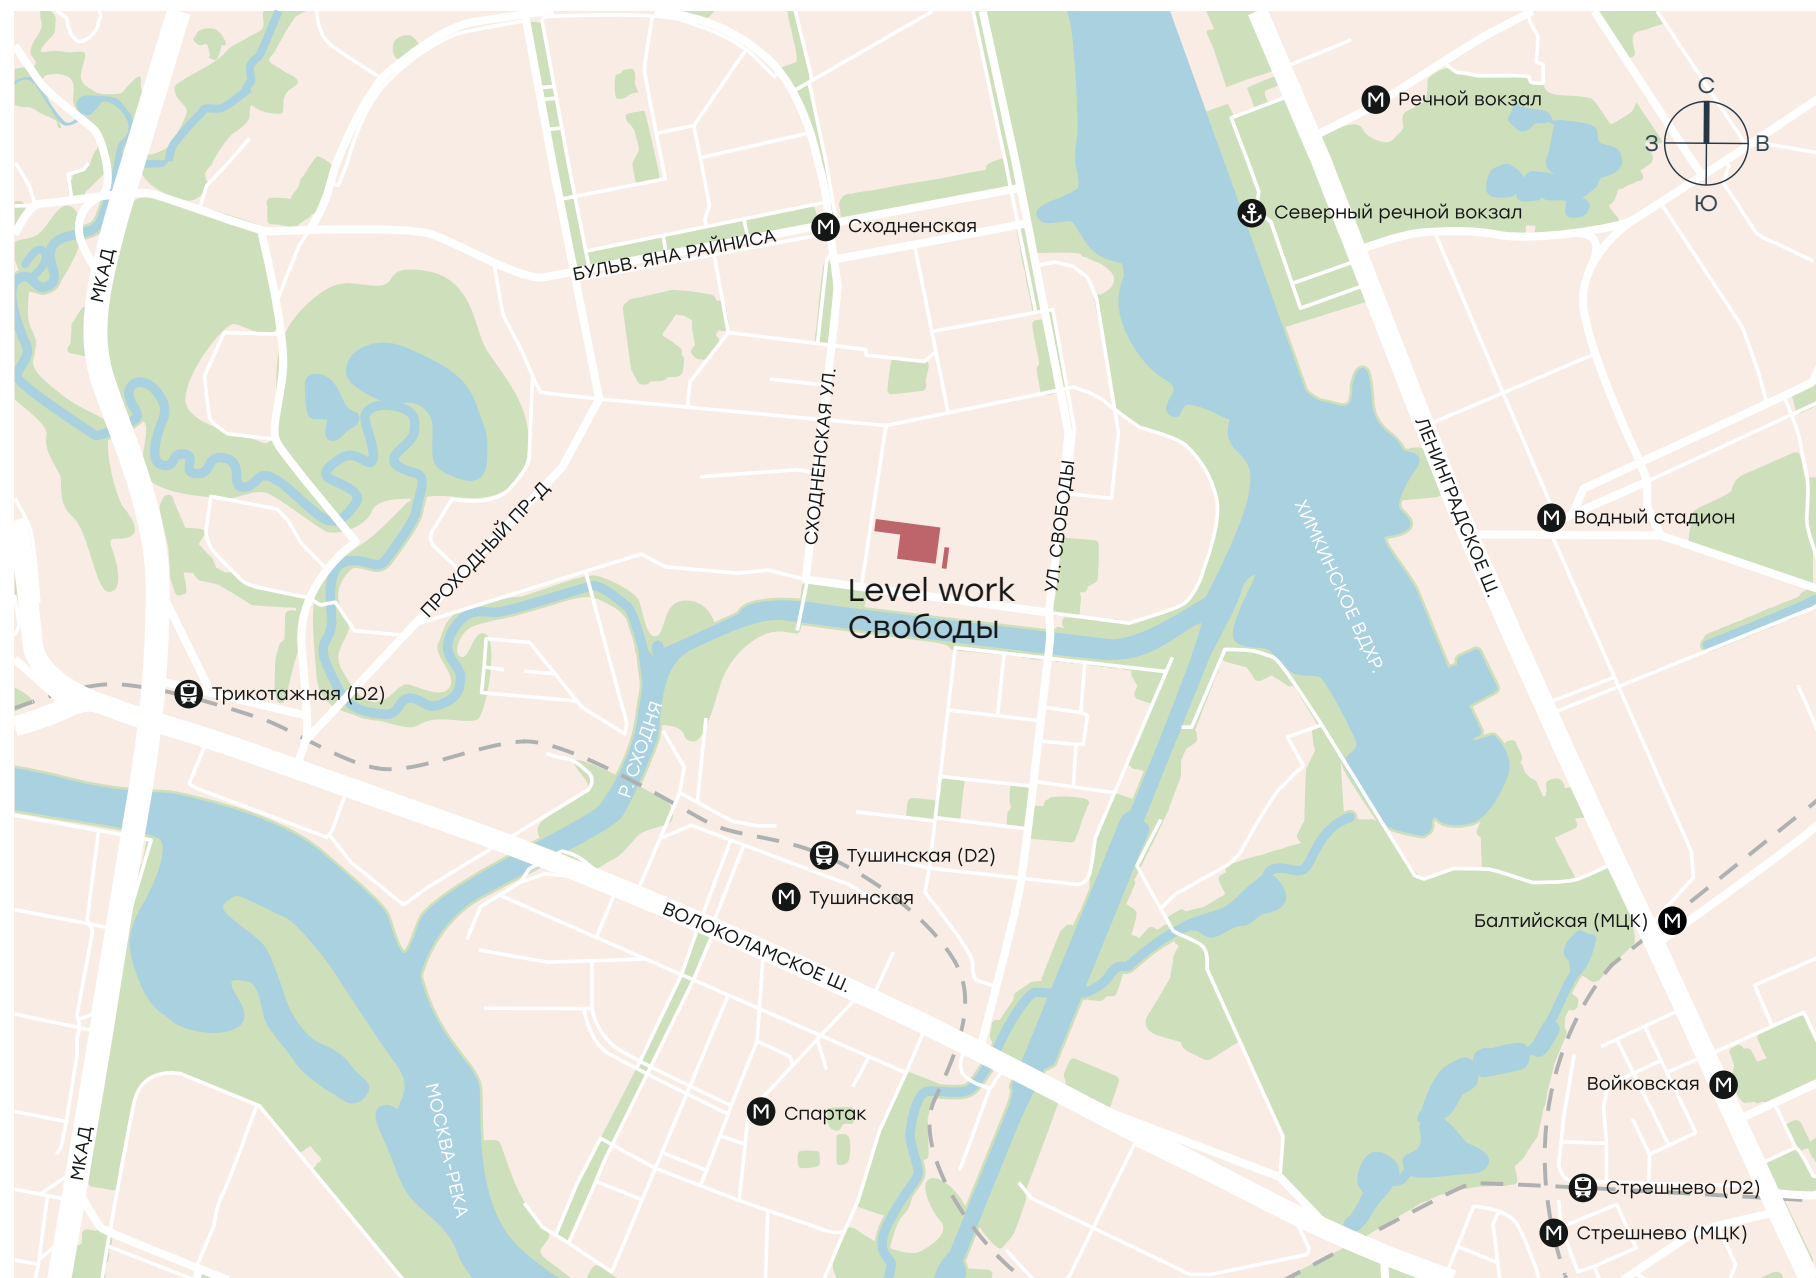 С
Речной вокзал
З
В
Ю
Северный речной вокзал
Сходненская
БУЛЬВ. ЯНА РАЙНИСА
МКАД
СХОДНЕНСКАЯ УЛ.
УЛ. СВОБОДЫ
ЛЕНИНГРАДСКОЕ Ш.
ХИМКИНСКОЕ ВДХР.
ПРОХОДНЫЙ ПР-Д
Водный стадион
Level work
Свободы
Трикотажная (D2)
Р. СХОДНЯ
Тушинская (D2)
Тушинская
ВОЛОКОЛАМСКОЕ Ш.
Балтийская (МЦК)
Войковская
Спартак
МОСКВА-РЕКА
МКАД
Стрешнево (D2)
Стрешнево (МЦК)